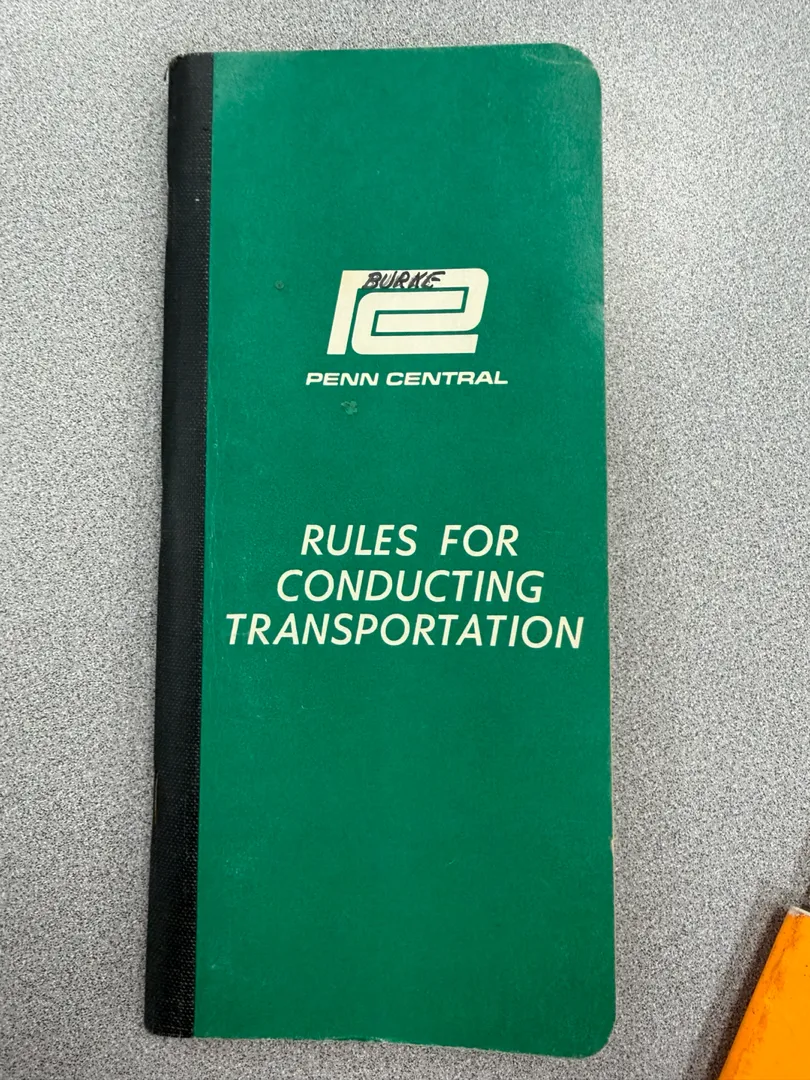 BURKE
PENN CENTRAL
RULES FOR
CONDUCTING
TRANSPORTATION